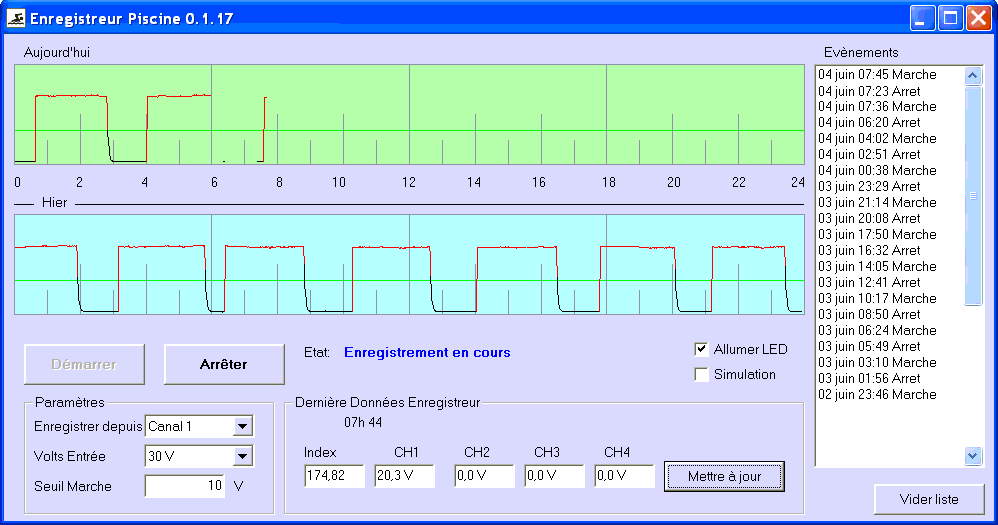 Enregistreur Piscine 0.1.17
Aujourd'hui
0 2 4 6 8 10 12 14 16 18 20 22 24
Hier
Démarrer
Arrêter
Etat: Enregistrement en cours
Allumer LED
Simulation
Paramètres
Enregistrer depuis Canal 1
Volts Entrée 30 V
Seuil Marche 10 V
Dernière Données Enregistreur
07h 44
Index CH1 CH2 CH3 CH4
174,82 20,3 V 0,0 V 0,0 V 0,0 V
Mettre à jour
Evènements
04 juin 07:45 Marche
04 juin 07:23 Arret
04 juin 07:36 Marche
04 juin 06:20 Arret
04 juin 04:02 Marche
04 juin 02:51 Arret
04 juin 00:38 Marche
03 juin 23:29 Arret
03 juin 21:14 Marche
03 juin 20:08 Arret
03 juin 17:50 Marche
03 juin 16:32 Arret
03 juin 14:05 Marche
03 juin 12:41 Arret
03 juin 10:17 Marche
03 juin 08:50 Arret
03 juin 06:24 Marche
03 juin 05:49 Arret
03 juin 03:10 Marche
03 juin 01:56 Arret
02 juin 23:46 Marche
Vider liste